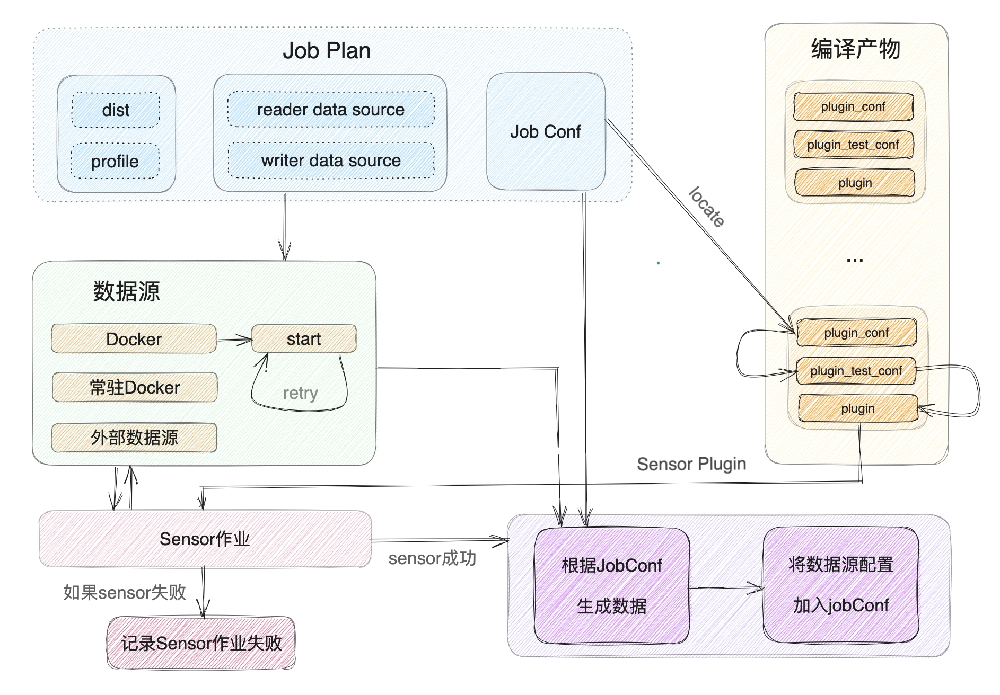 Job Plan
dist
profile
reader data source
writer data source
Job Conf
编译产物
plugin_conf
plugin_test_conf
plugin
locate
...
数据源
Docker
start
常驻Docker
retry
外部数据源
plugin_conf
plugin_test_conf
plugin
Sensor Plugin
Sensor作业
sensor成功
如果sensor失败
记录Sensor作业失败
根据JobConf
生成数据
将数据源配置
加入jobConf